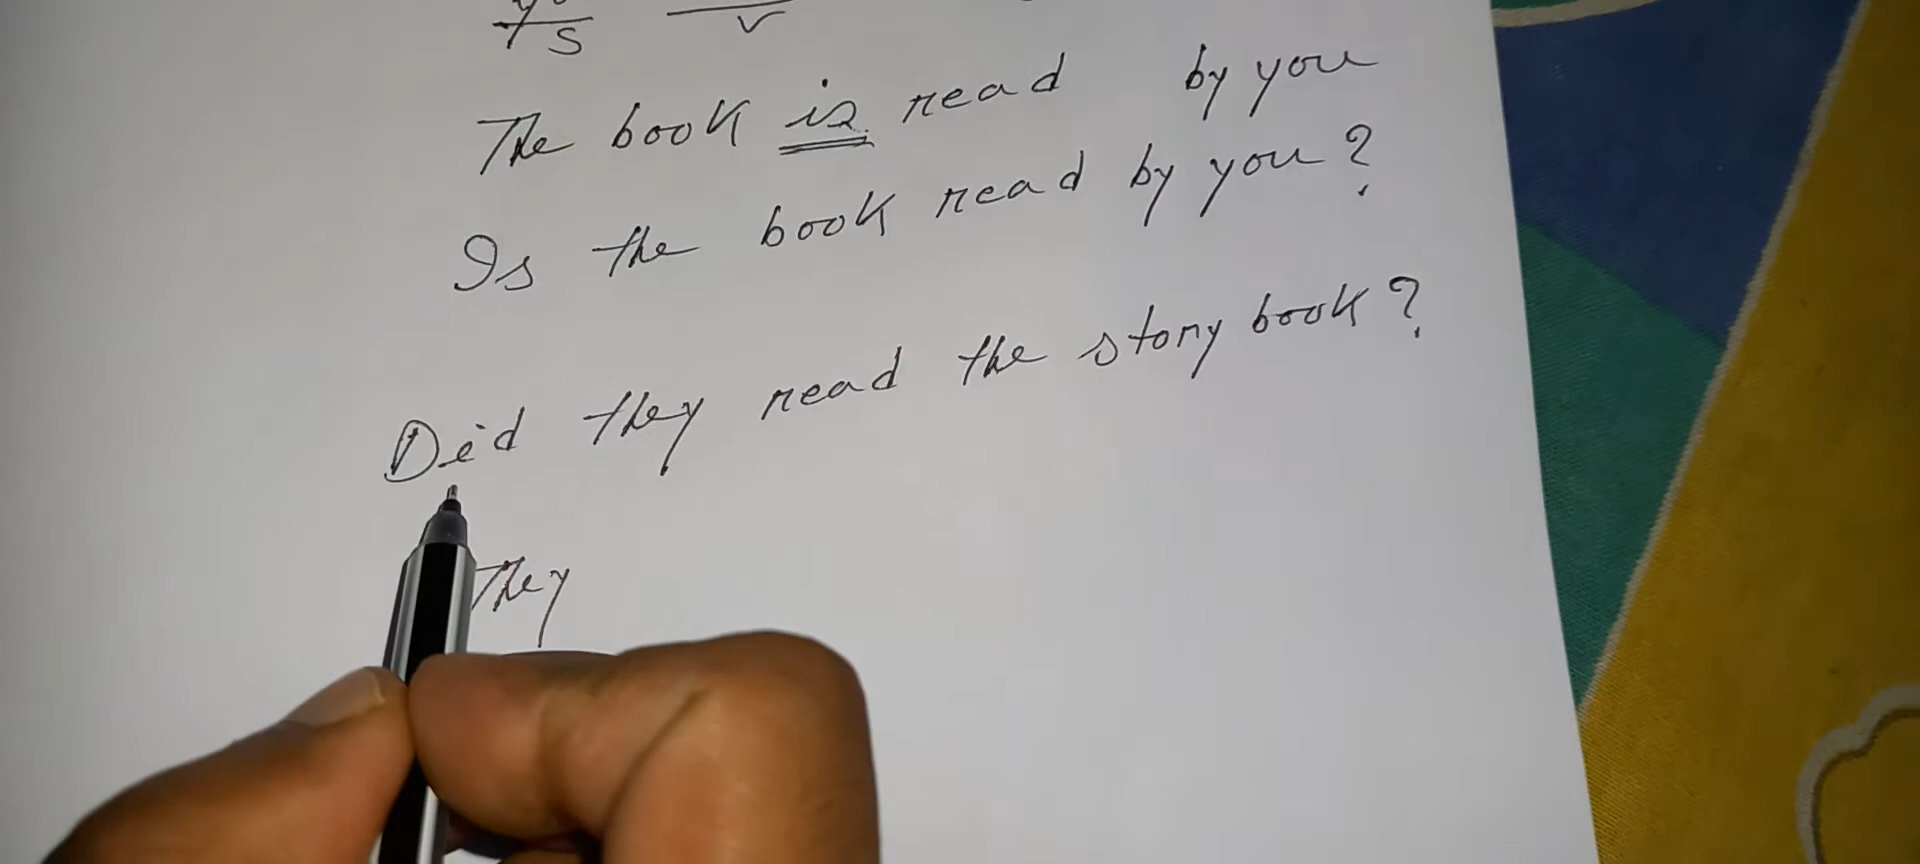 S V
The book is read by you
Is the book read by you?
Did they read the story book?
They